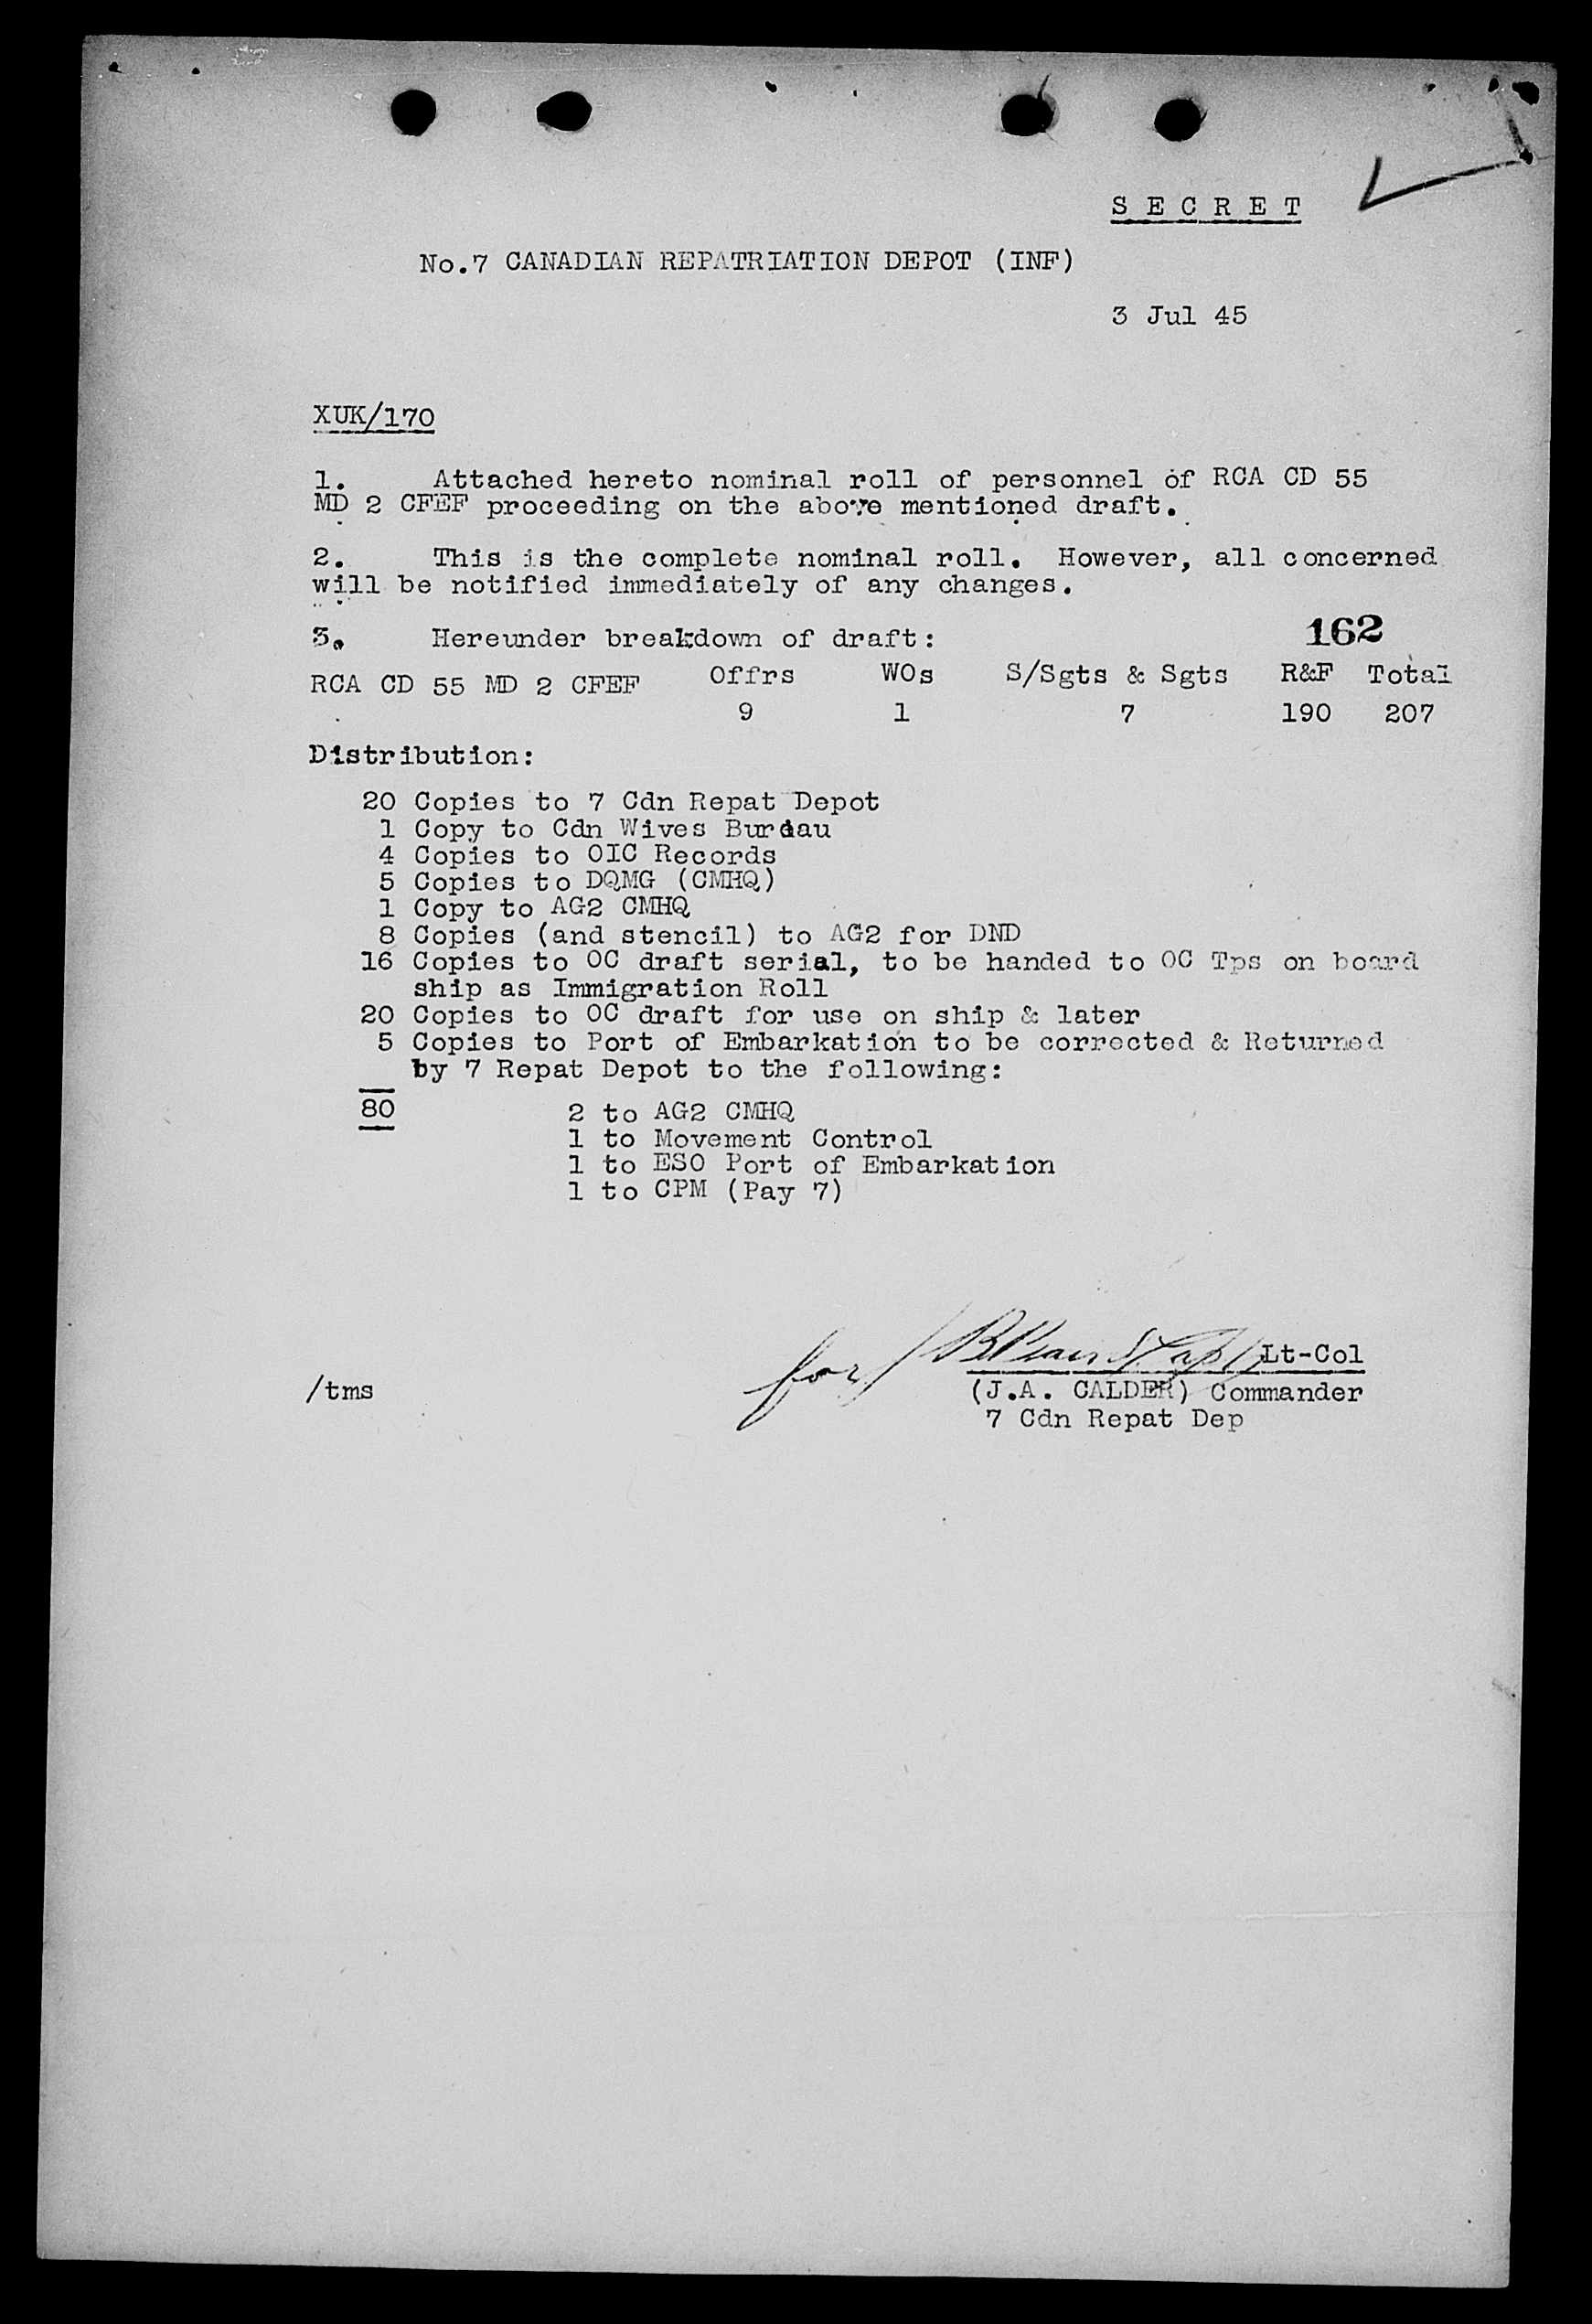 S E C R E T
No.7 CANADIAN REPATRIATION DEPOT (INF)
3 Jul 45
XUK/170
1. Attached hereto nominal roll of personnel of RCA CD 55
MD 2 CFEF proceeding on the above mentioned draft.
2. This is the complete nominal roll. However, all concerned
will be notified immediately of any changes.
3. Hereunder breakdown of draft:
162
RCA CD 55 MD 2 CFEF Offrs WOs S/Sgts & Sgts R&F Total
9 1 7 190 207
Distribution:
20 Copies to 7 Cdn Repat Depot
1 Copy to Cdn Wives Bureau
4 Copies to OIC Records
5 Copies to DQMG (CMHQ)
1 Copy to AG2 CMHQ
8 Copies (and stencil) to AG2 for DND
16 Copies to OC draft serial, to be handed to OC Tps on board
ship as Immigration Roll
20 Copies to OC draft for use on ship & later
5 Copies to Port of Embarkation to be corrected & Returned
by 7 Repat Depot to the following:
80 2 to AG2 CMHQ
1 to Movement Control
1 to ESO Port of Embarkation
1 to CPM (Pay 7)
for/ Lt-Col
/tms (J.A. CALDER) Commander
7 Cdn Repat Dep